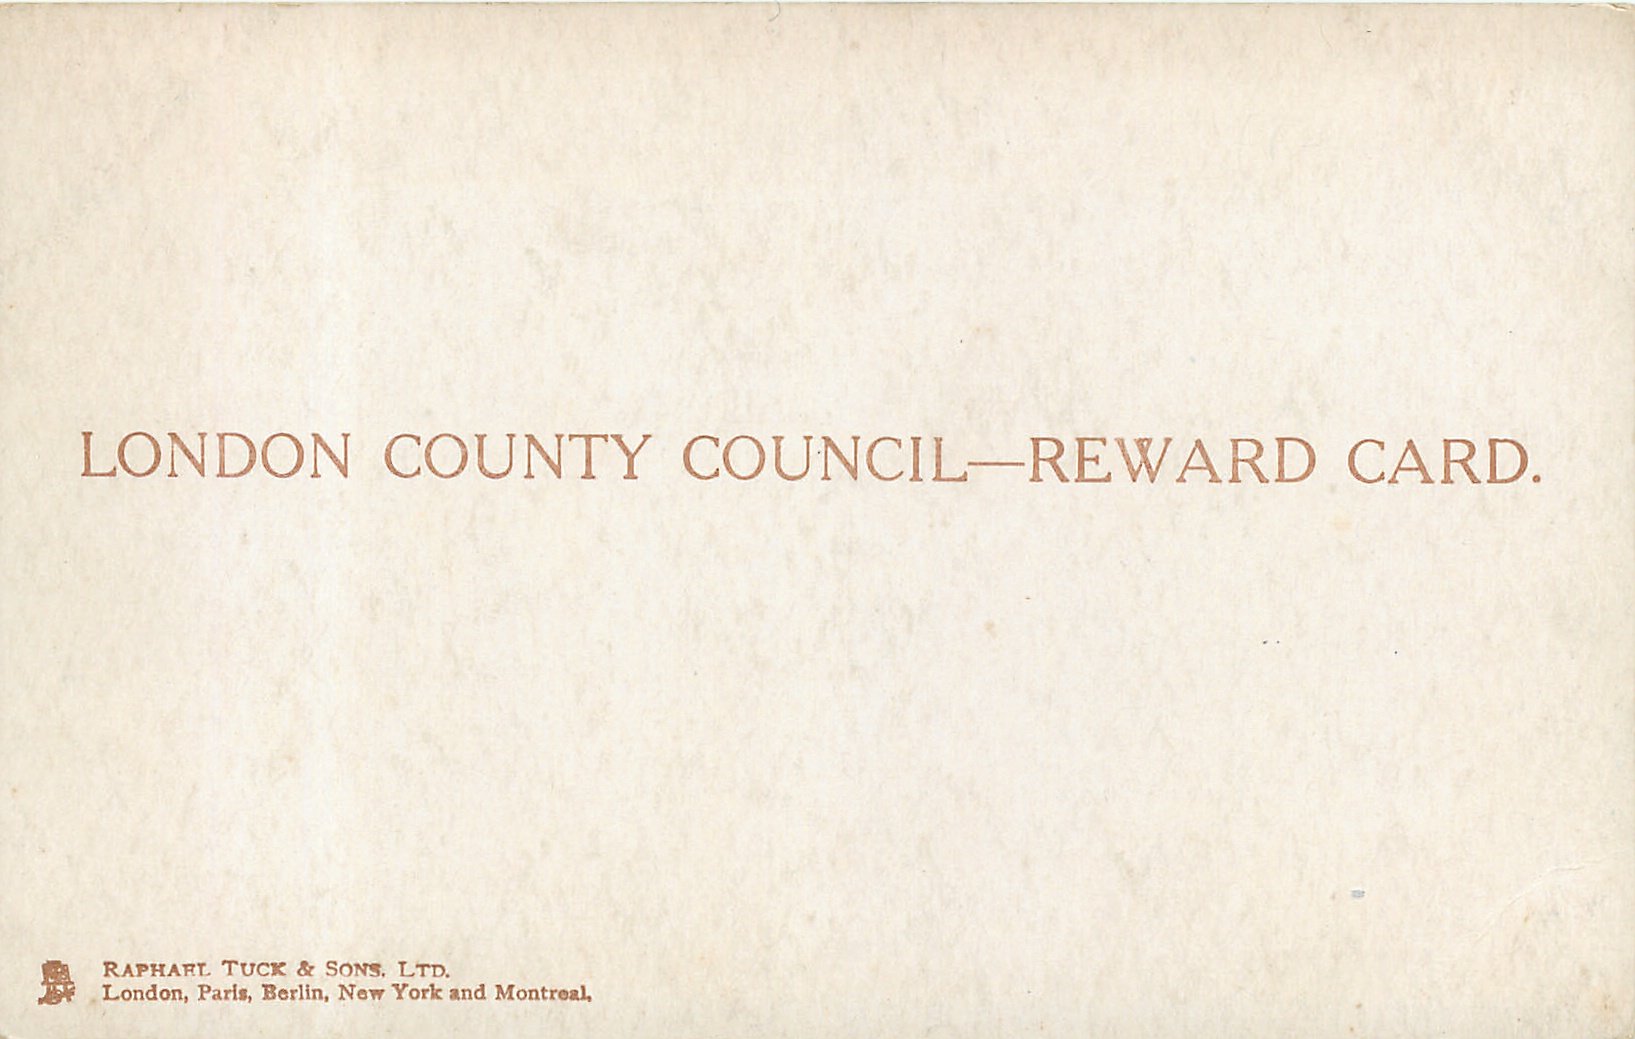 LONDON COUNTY COUNCIL—REWARD CARD.
RAPHAEL TUCK & SONS. LTD.
London, Paris, Berlin, New York and Montreal.